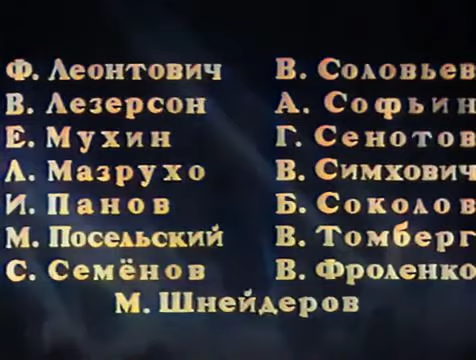 Ф. Леонтович В. Соловьев
В. Лезерсон А. Софьин
Е. Мухин Г. Сенотов
Л. Мазрухо В. Симхович
И. Панов Б. Соколов
М. Посельский В. Томберг
С. Семёнов В. Фроленко
М. Шнейдеров